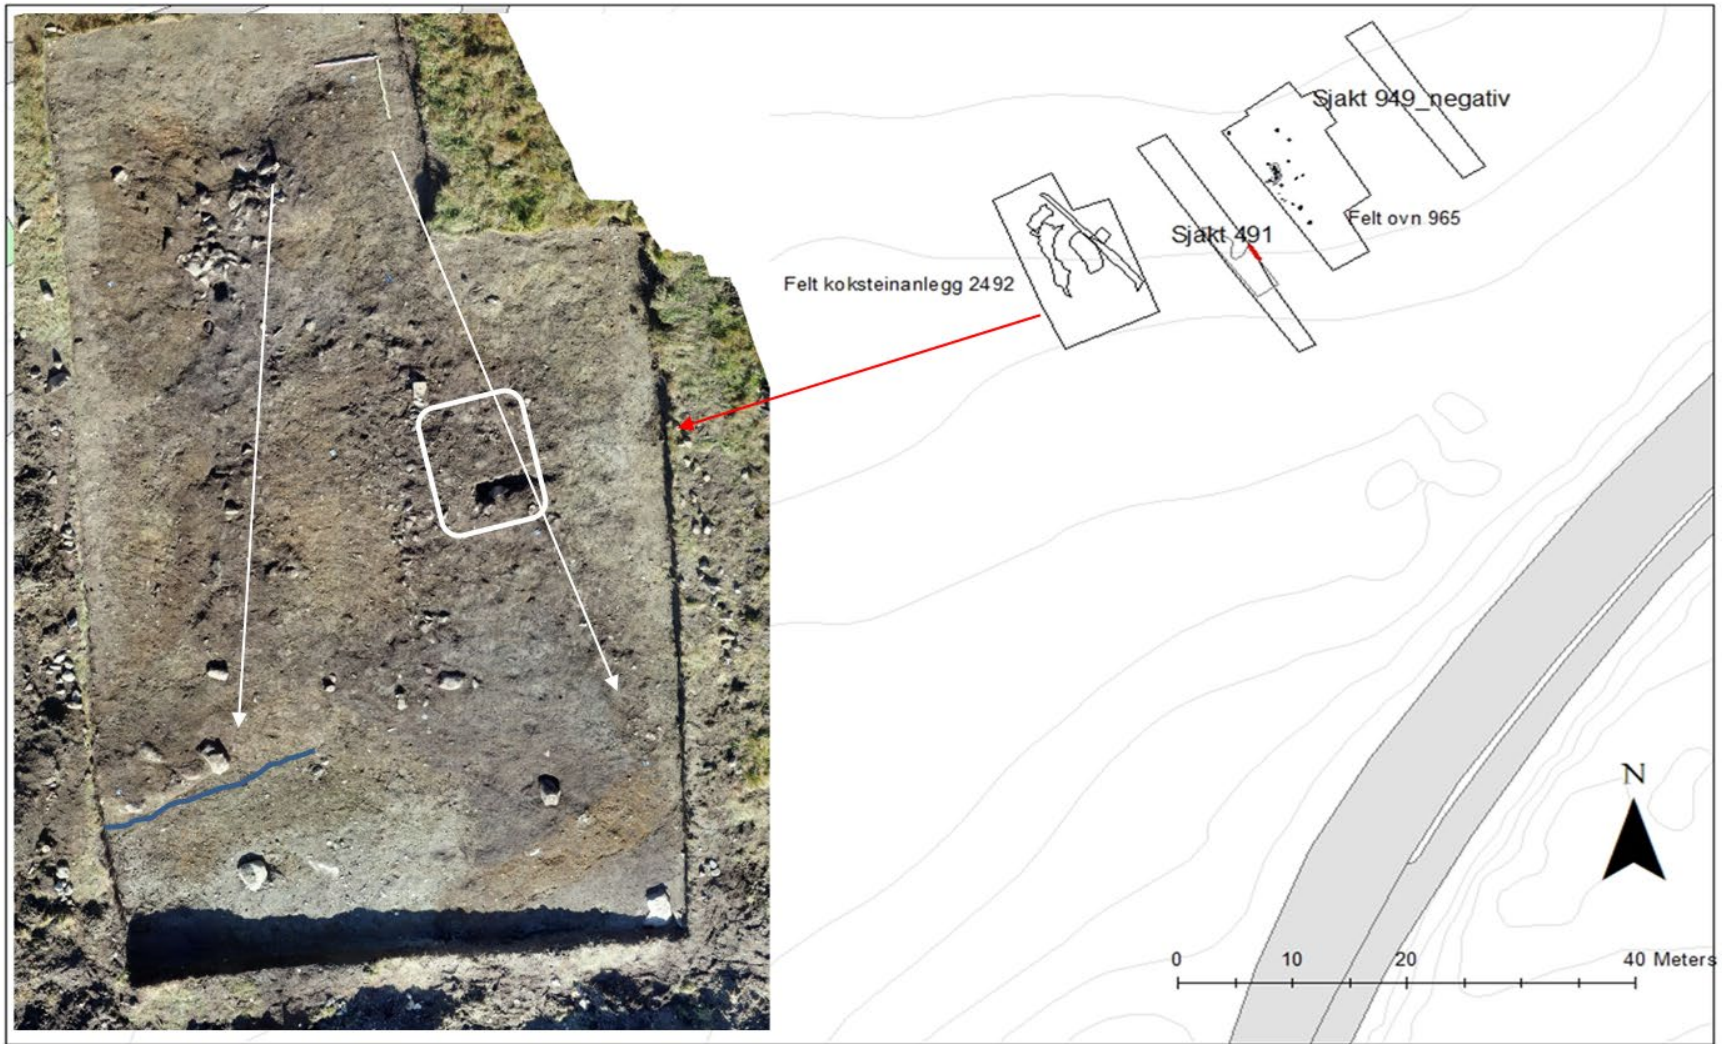 Sjakt 949_negativ
Felt ovn 965
Sjakt 491
Felt koksteinanlegg 2492
N
0 10 20 40 Meters